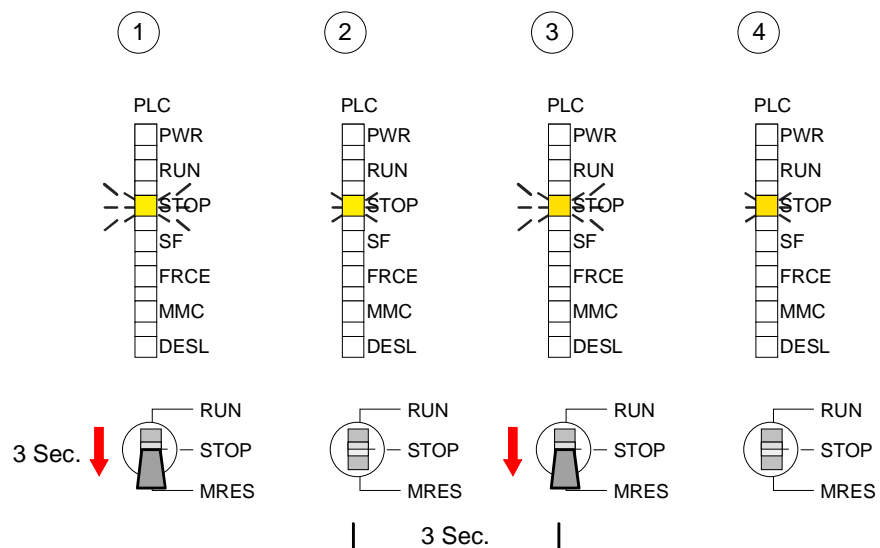 1 2 3 4
PLC PLC PLC PLC
PWR PWR PWR PWR
RUN RUN RUN RUN
STOP STOP STOP STOP
SF SF SF SF
FRCE FRCE FRCE FRCE
MMC MMC MMC MMC
DESL DESL DESL DESL
RUN RUN RUN RUN
3 Sec. STOP STOP STOP STOP
MRES MRES MRES MRES
3 Sec.